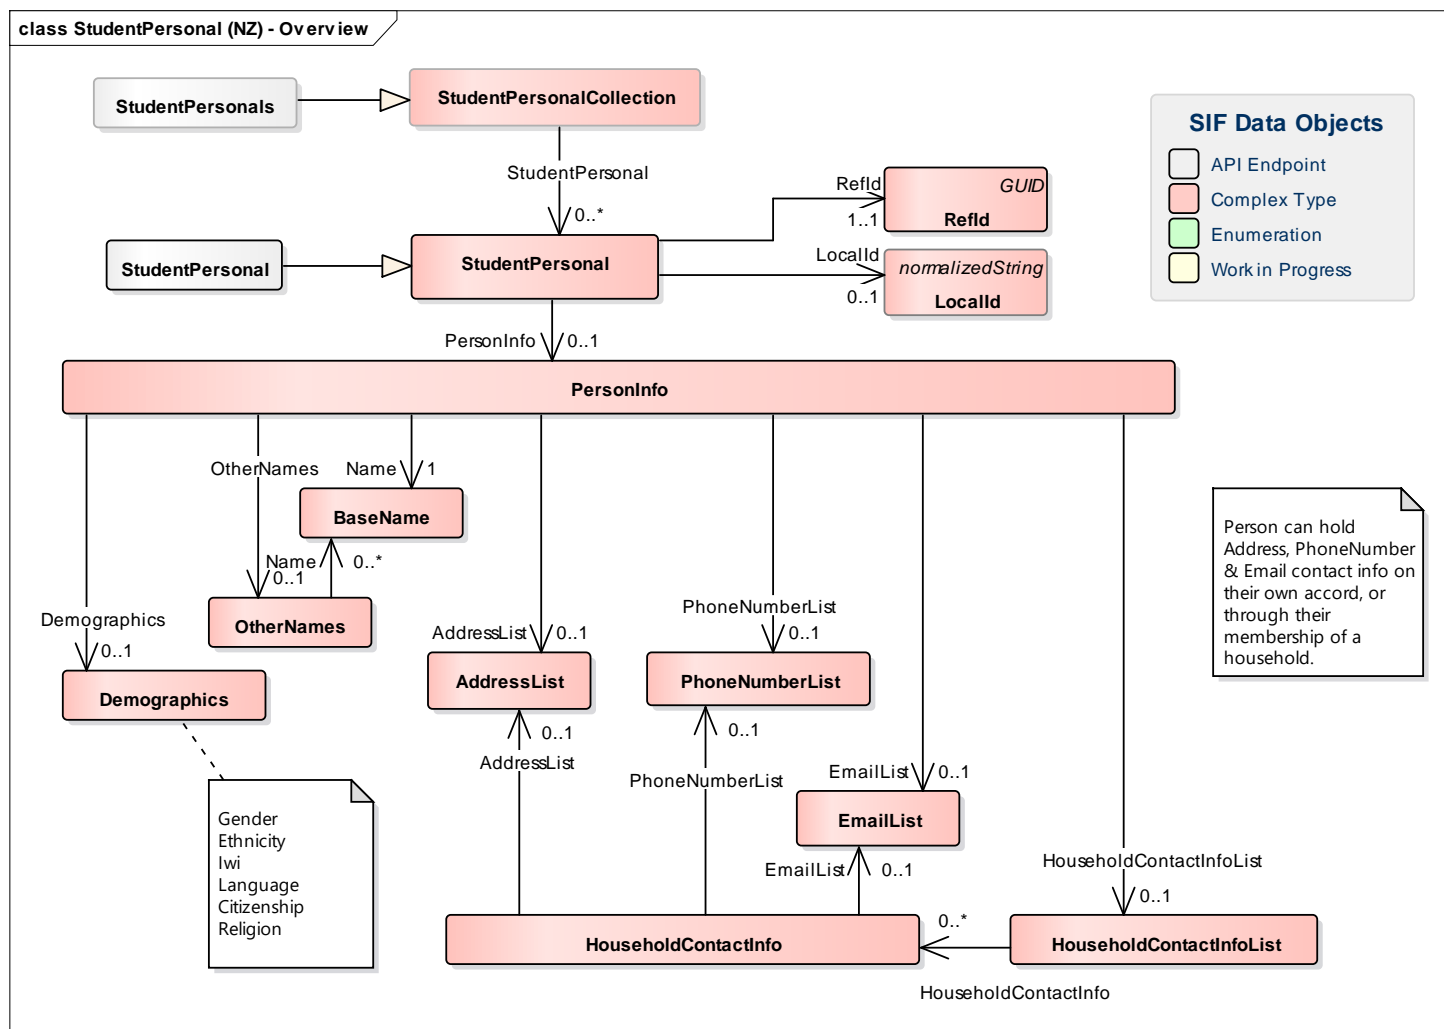 class StudentPersonal (NZ) - Overview
StudentPersonals
StudentPersonalCollection
SIF Data Objects
API Endpoint
Complex Type
Enumeration
Work in Progress
StudentPersonal
0..*
RefId
1..1
GUID
RefId
StudentPersonal
StudentPersonal
LocalId
0..1
normalizedString
LocalId
PersonInfo
0..1
PersonInfo
OtherNames
0..1
Name
1
BaseName
Name
0..*
OtherNames
Demographics
0..1
Demographics
AddressList
0..1
AddressList
PhoneNumberList
0..1
PhoneNumberList
Person can hold
Address, PhoneNumber
& Email contact info on
their own accord, or
through their
membership of a
household.
0..1
AddressList
0..1
PhoneNumberList
EmailList
0..1
EmailList
EmailList
0..1
Gender
Ethnicity
Iwi
Language
Citizenship
Religion
HouseholdContactInfoList
0..1
HouseholdContactInfo
0..*
HouseholdContactInfoList
HouseholdContactInfo